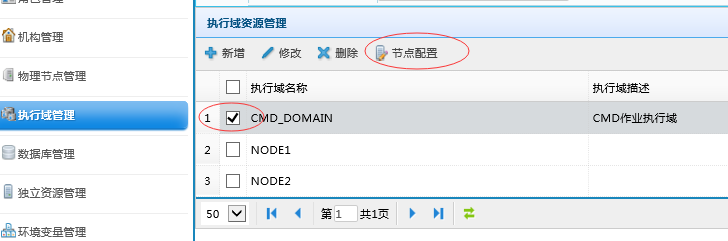 机构管理
物理节点管理
执行域管理
数据库管理
独立资源管理
环境变量管理
执行域资源管理
新增 修改 删除 节点配置
执行域名称 执行域描述
1 CMD_DOMAIN CMD作业执行域
2 NODE1
3 NODE2
50 第 1 共1页